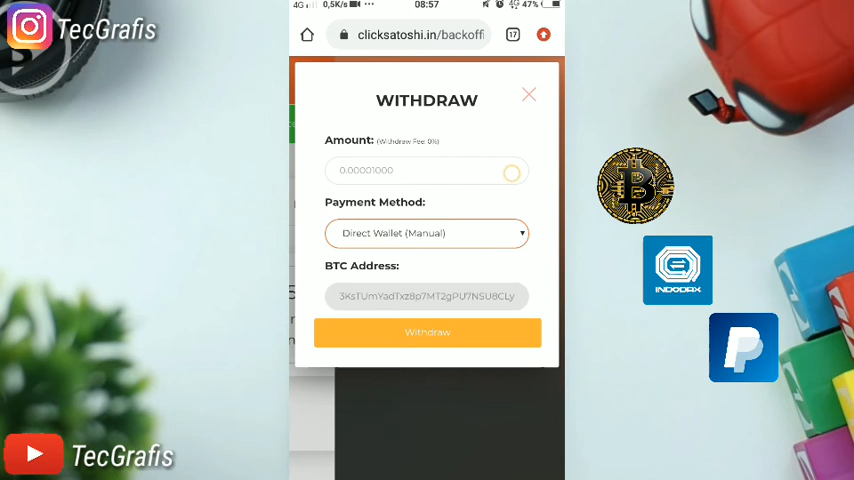 TecGrafis
4G 0,5K/s ... 08:57 4G 47%
clicksatoshi.in/backoffi
17
WITHDRAW
Amount: (Withdraw Fee: 0%)
0.00001000
Payment Method:
Direct Wallet (Manual)
BTC Address:
3KsTUmYadTxz8p7MT2gPU7NSU8CLy
Withdraw
INDODAX
TecGrafis